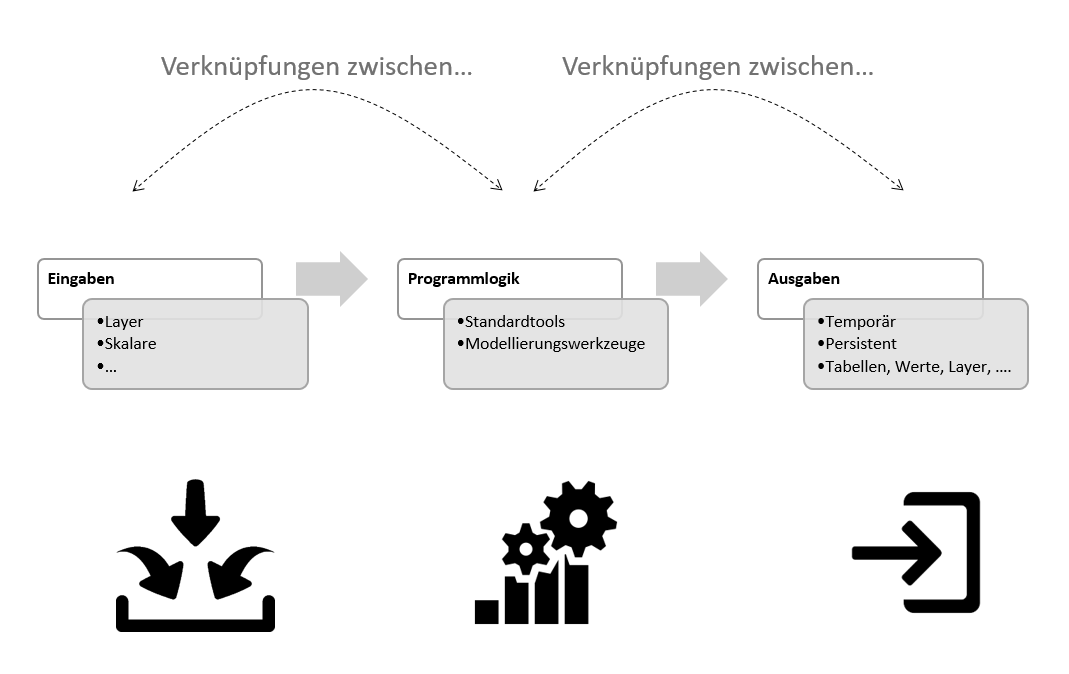 Verknüpfungen zwischen...
Verknüpfungen zwischen...
Eingaben
•Layer
•Skalare
•...
Programmlogik
•Standardtools
•Modellierungswerkzeuge
Ausgaben
•Temporär
•Persistent
•Tabellen, Werte, Layer, ....